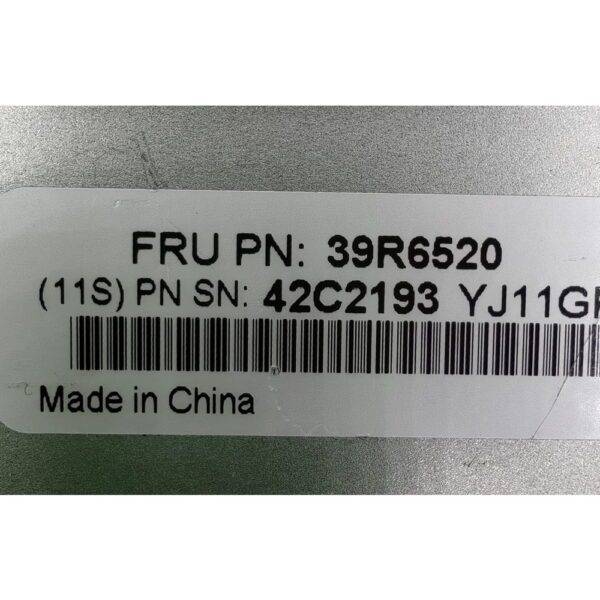 FRU PN: 39R6520
(11S) PN SN: 42C2193 YJ11G
Made in China